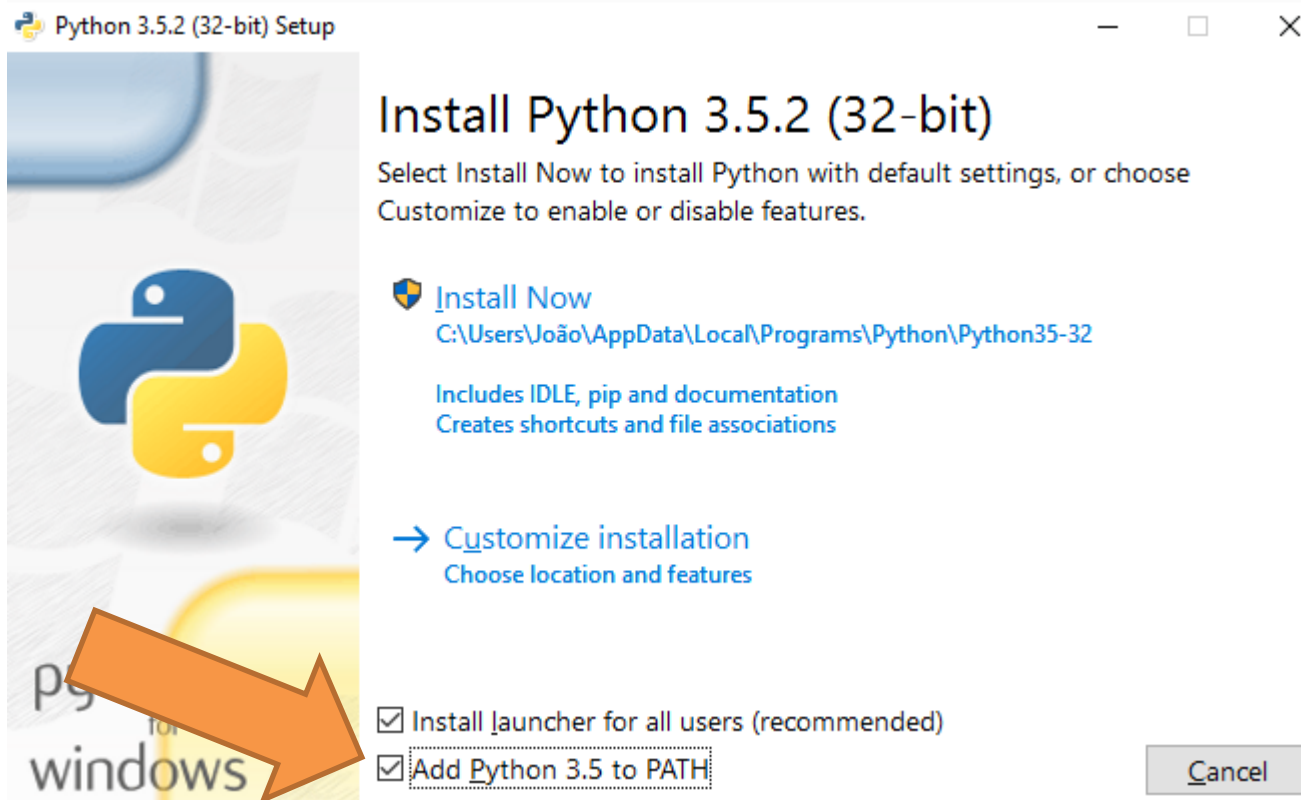 Python 3.5.2 (32-bit) Setup
Install Python 3.5.2 (32-bit)
Select Install Now to install Python with default settings, or choose
Customize to enable or disable features.
Install Now
C:\Users\João\AppData\Local\Programs\Python\Python35-32
Includes IDLE, pip and documentation
Creates shortcuts and file associations
Customize installation
Choose location and features
for
windows
Install launcher for all users (recommended)
Add Python 3.5 to PATH
Cancel